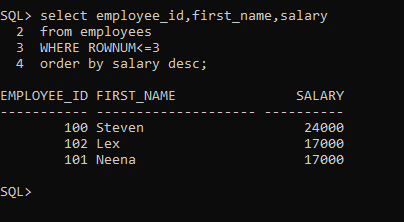 SQL> select employee_id,first_name,salary
  2  from employees
  3  WHERE ROWNUM<=3
  4  order by salary desc;
EMPLOYEE_ID FIRST_NAME               SALARY
----------- -------------------- ----------
        100 Steven                    24000
        102 Lex                       17000
        101 Neena                     17000
SQL>